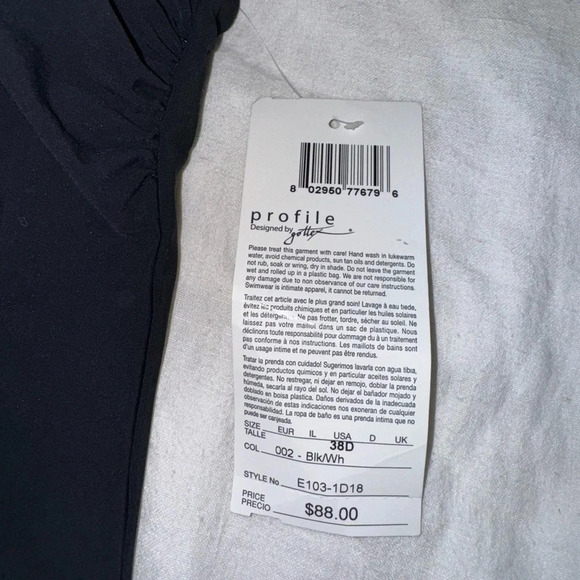 8 02950 77679 6
profile
Designed by gottex
Please treat this garment with care! Hand wash in lukewarm
water, avoid chemical products, sun tan oils and detergents. Do
not rub, soak or wring, dry in shade. Do not leave the garment
wet and rolled up in a plastic bag. We are not responsible for
any damage due to non observance of our care instructions.
Swimwear is intimate apparel, it cannot be returned.
Traitez cet article avec le plus grand soin! Lavage à eau tiede,
évitez les produits chimiques et en particulier les huiles solaires
et les détergents. Ne pas frotter, tordre, sécher au soleil. Ne
laissez pas votre maillot dans un sac de plastique. Nous
déclinons toute responsabilité pour dommage dû à un traitement
pas conforme à nos instructions. Les maillots de bains sont
d'un usage intime et ne peuvent pas être rendus.
Tratar la prenda con cuidado! Sugerimos lavarla con agua tibia,
evitando productos quimicos y en particular aceites solares y
detergentes. No restregar, ni dejar en remojo, doblar la prenda
húmeda, secarla al rayo del sol. No dejar el bañador mojado y
doblado en bolsa plastica. Daños derivados de la inadecuada
observación de estas indicaciones nos exoneran de cualquier
responsabilidad. La ropa de baño es una prenda intima que no
puede ser canjeada.
SIZE EUR IL USA D UK
TALLE 38D
COL. 002 - Blk/Wh
STYLE No E103-1D18
PRICE
PRECIO $88.00